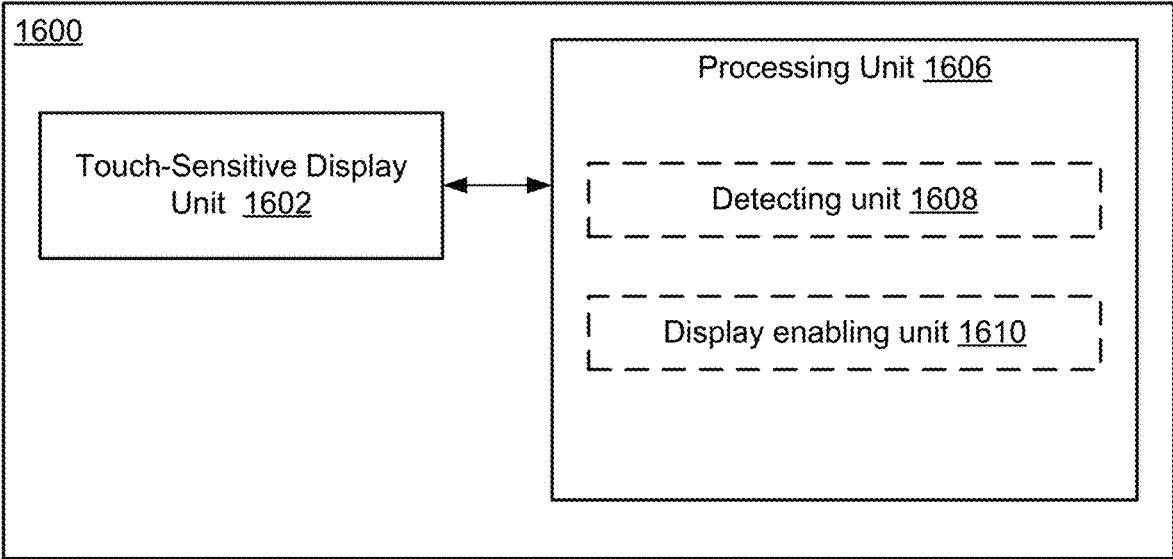 1600
Processing Unit 1606
Touch-Sensitive Display
Unit 1602
Detecting unit 1608
Display enabling unit 1610